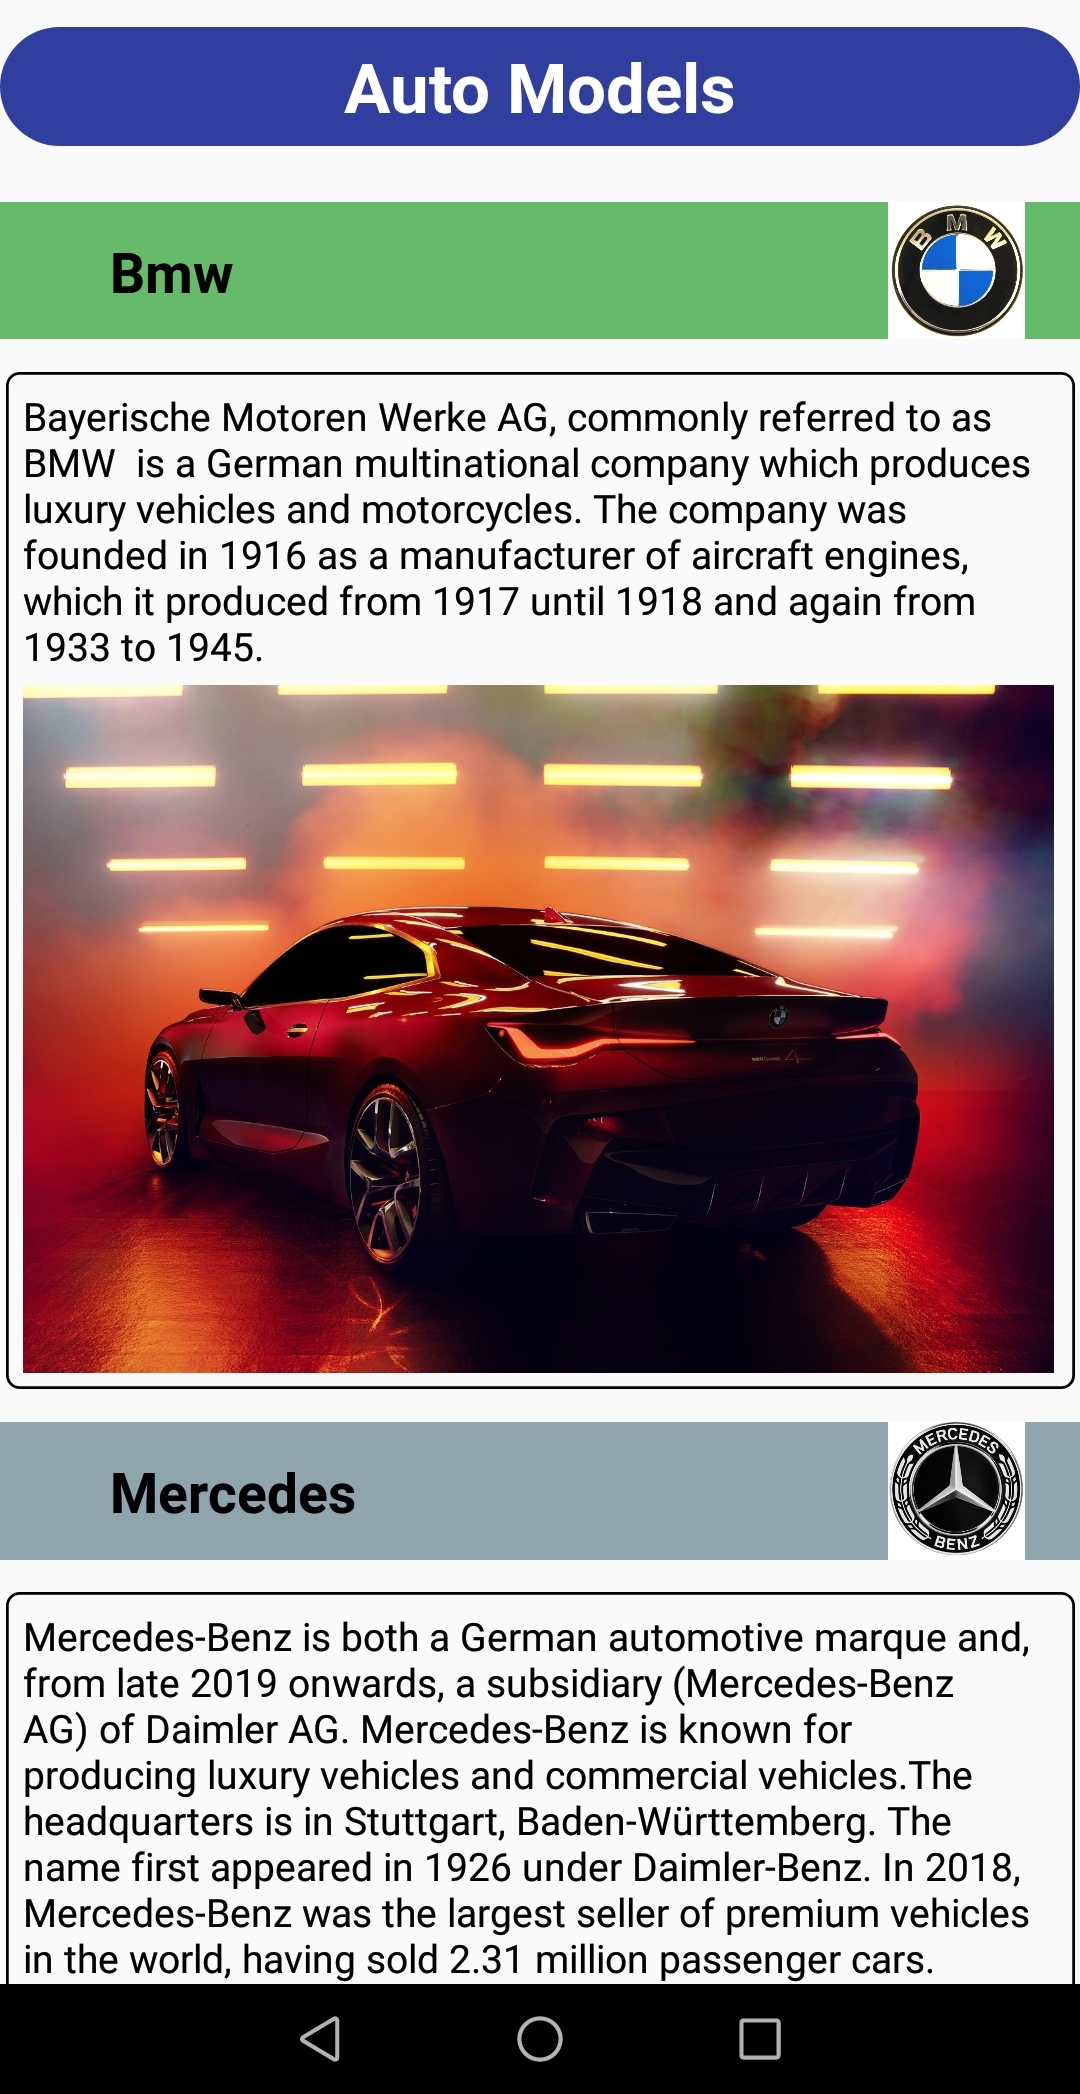 Auto Models
Bmw
B M W
Bayerische Motoren Werke AG, commonly referred to as
BMW  is a German multinational company which produces
luxury vehicles and motorcycles. The company was
founded in 1916 as a manufacturer of aircraft engines,
which it produced from 1917 until 1918 and again from
1933 to 1945.
Mercedes
MERCEDES
BENZ
Mercedes-Benz is both a German automotive marque and,
from late 2019 onwards, a subsidiary (Mercedes-Benz
AG) of Daimler AG. Mercedes-Benz is known for
producing luxury vehicles and commercial vehicles.The
headquarters is in Stuttgart, Baden-Württemberg. The
name first appeared in 1926 under Daimler-Benz. In 2018,
Mercedes-Benz was the largest seller of premium vehicles
in the world, having sold 2.31 million passenger cars.